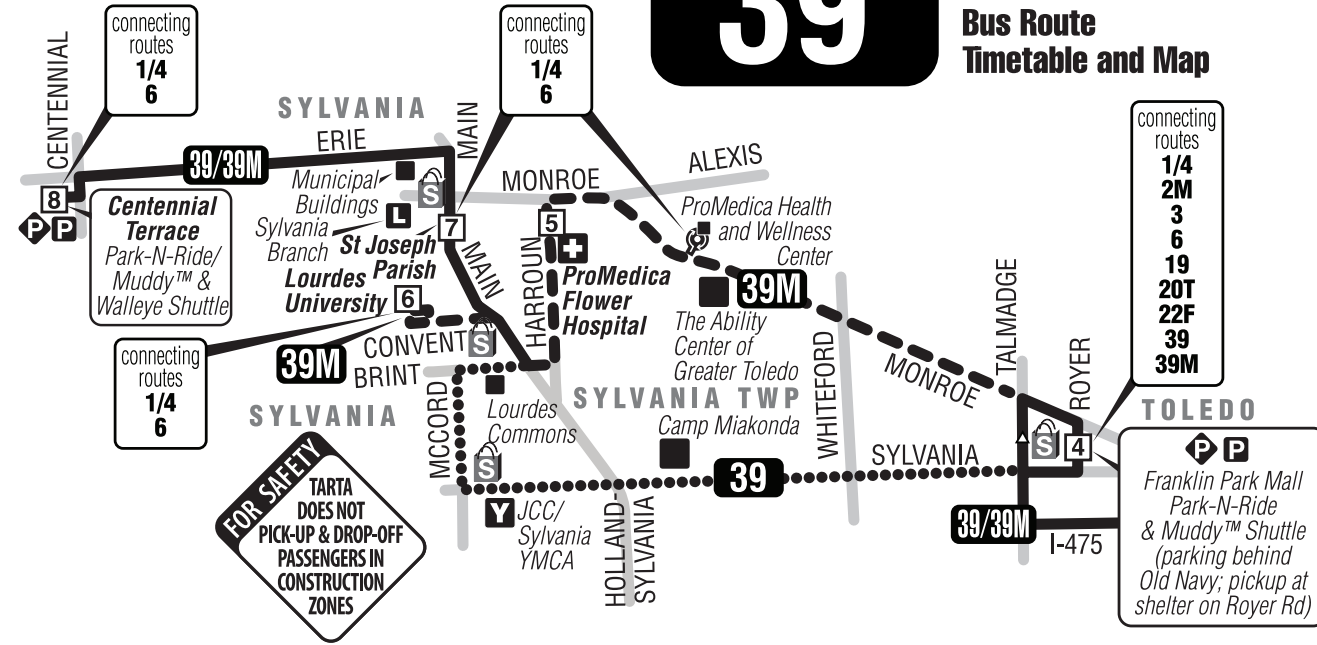 39
Bus Route
Timetable and Map
connecting
routes
1/4
6
connecting
routes
1/4
6
connecting
routes
1/4
2M
3
6
19
20T
22F
39
39M
CENTENNIAL
SYLVANIA
ERIE
MAIN
39/39M
8
P P
Centennial
Terrace
Park-N-Ride/
Muddy™ &
Walleye Shuttle
Municipal
Buildings
S
L
Sylvania
Branch
St Joseph
Parish
7
Lourdes
University
6
MAIN
MONROE
ALEXIS
5
HARROUN
ProMedica
Flower
Hospital
ProMedica Health
and Wellness
Center
39M
The Ability
Center of
Greater Toledo
WHITEFORD
MONROE
TALMADGE
ROYER
TOLEDO
S
4
connecting
routes
1/4
6
39M
CONVENT
S
BRINT
SYLVANIA
MCCORD
Lourdes
Commons
S
SYLVANIA TWP
Camp Miakonda
39
SYLVANIA
Y
JCC/
Sylvania
YMCA
HOLLAND-
SYLVANIA
39/39M
I-475
P P
Franklin Park Mall
Park-N-Ride
& Muddy™ Shuttle
(parking behind
Old Navy; pickup at
shelter on Royer Rd)
FOR SAFETY
TARTA
DOES NOT
PICK-UP & DROP-OFF
PASSENGERS IN
CONSTRUCTION
ZONES